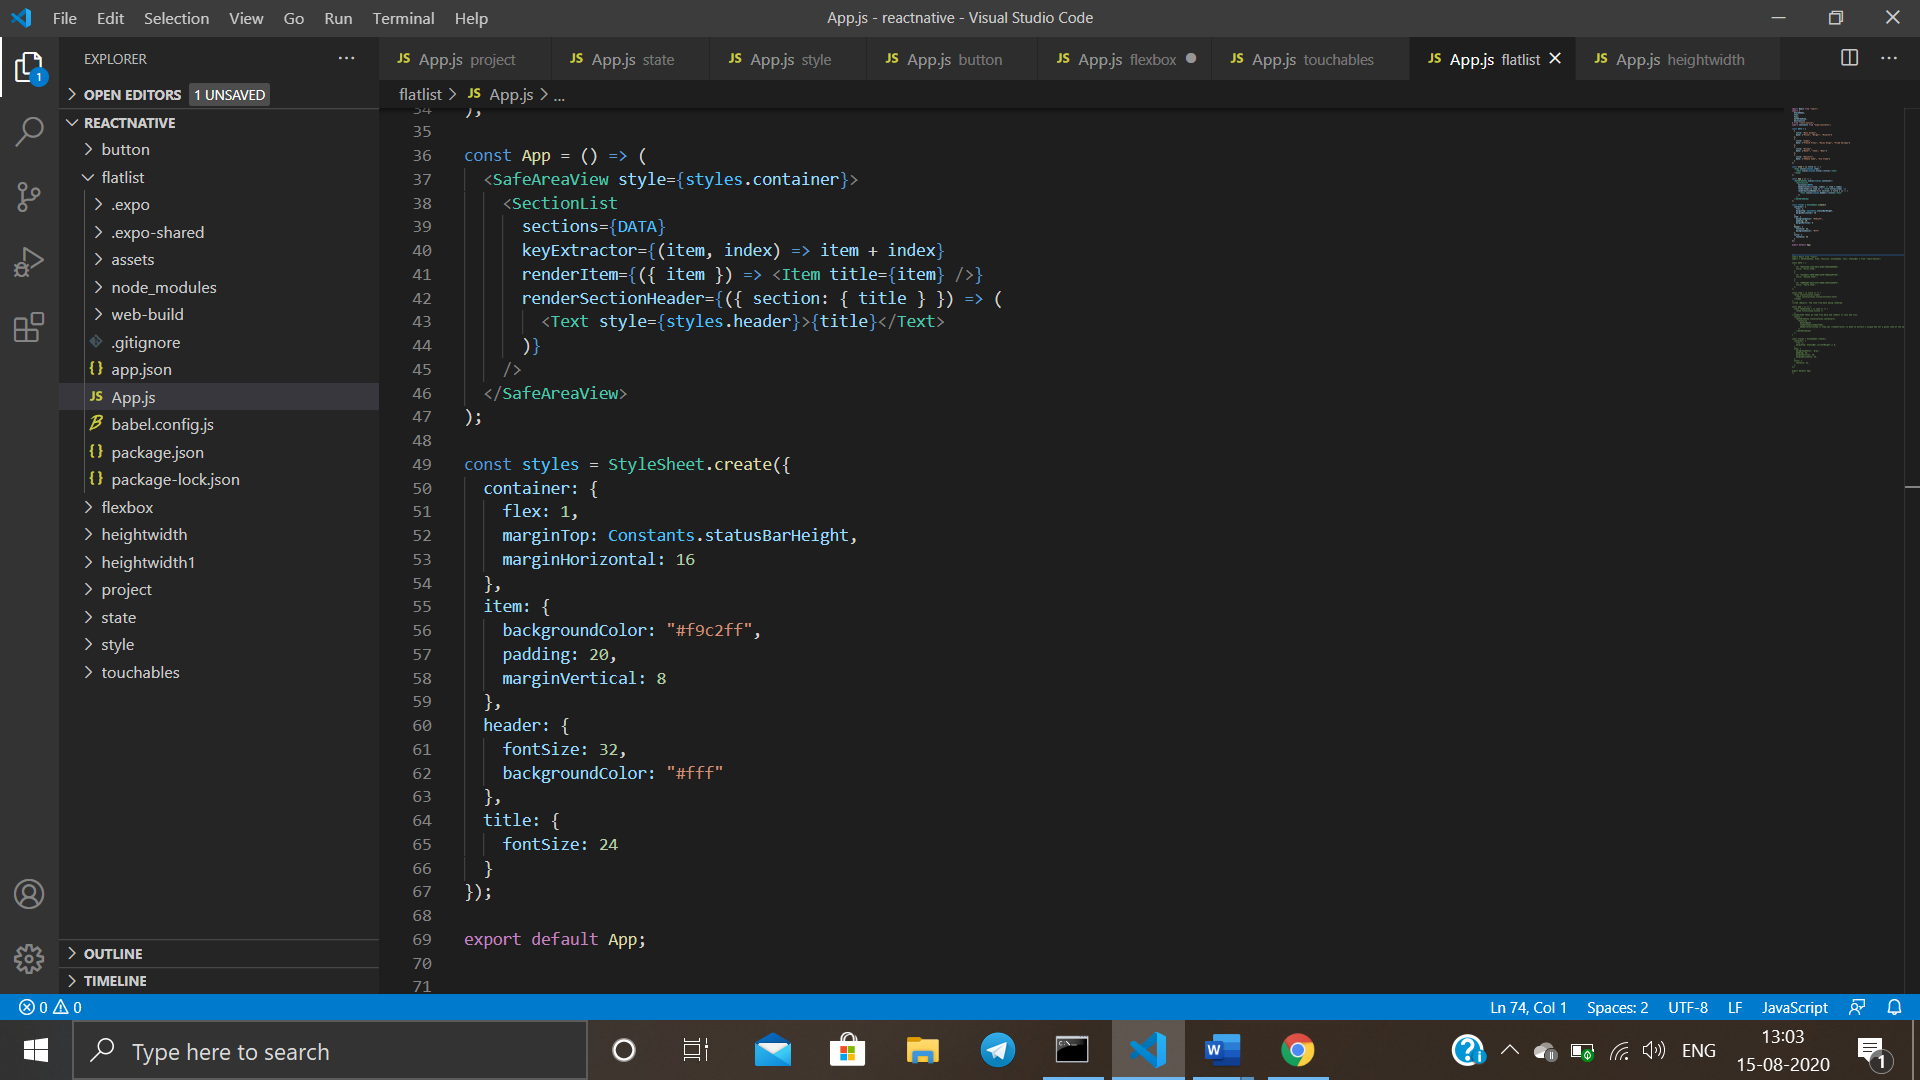 File Edit Selection View Go Run Terminal Help
App.js - reactnative - Visual Studio Code
EXPLORER
JS App.js project
JS App.js state
JS App.js style
JS App.js button
JS App.js flexbox
JS App.js touchables
JS App.js flatlist
JS App.js heightwidth
OPEN EDITORS 1 UNSAVED
flatlist > JS App.js > ...
REACTNATIVE
button
flatlist
.expo
.expo-shared
assets
node_modules
web-build
.gitignore
{} app.json
JS App.js
babel.config.js
{} package.json
{} package-lock.json
flexbox
heightwidth
heightwidth1
project
state
style
touchables
OUTLINE
TIMELINE
34 );
35
36 const App = () => (
37 <SafeAreaView style={styles.container}>
38 <SectionList
39 sections={DATA}
40 keyExtractor={(item, index) => item + index}
41 renderItem={({ item }) => <Item title={item} />}
42 renderSectionHeader={({ section: { title } }) => (
43 <Text style={styles.header}>{title}</Text>
44 )}
45 />
46 </SafeAreaView>
47 );
48
49 const styles = StyleSheet.create({
50 container: {
51 flex: 1,
52 marginTop: Constants.statusBarHeight,
53 marginHorizontal: 16
54 },
55 item: {
56 backgroundColor: "#f9c2ff",
57 padding: 20,
58 marginVertical: 8
59 },
60 header: {
61 fontSize: 32,
62 backgroundColor: "#fff"
63 },
64 title: {
65 fontSize: 24
66 }
67 });
68
69 export default App;
70
71
0 0
Ln 74, Col 1 Spaces: 2 UTF-8 LF JavaScript
Type here to search
ENG
13:03
15-08-2020
1